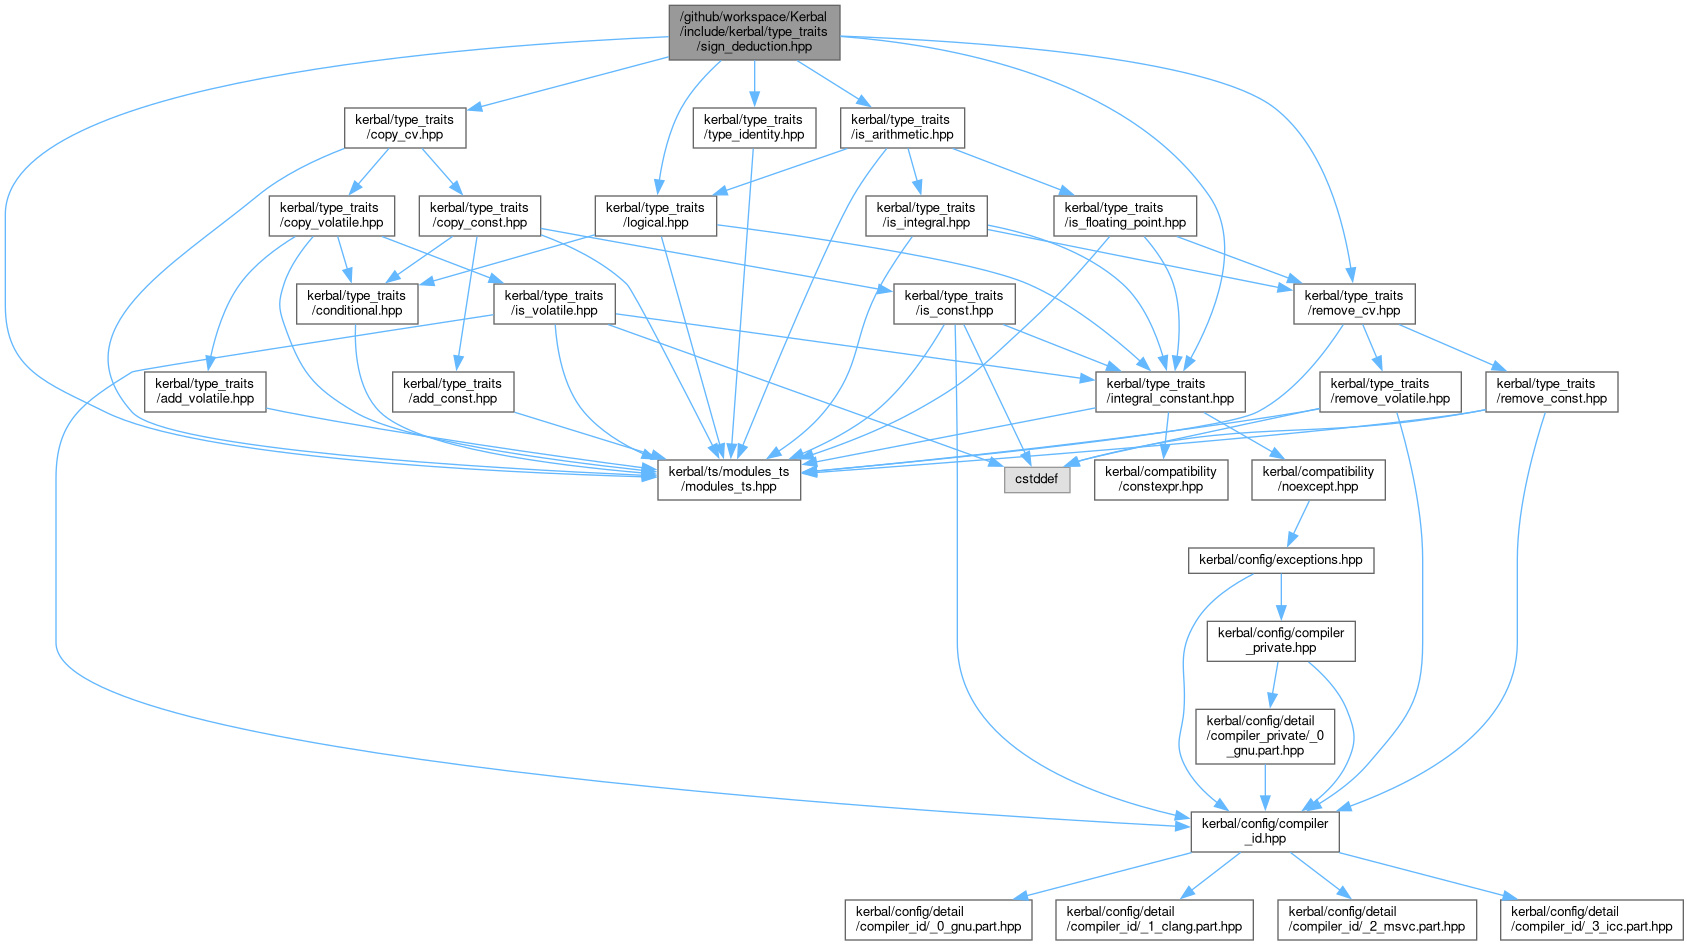 /github/workspace/Kerbal
/include/kerbal/type_traits
/sign_deduction.hpp
kerbal/type_traits
/copy_cv.hpp
kerbal/type_traits
/type_identity.hpp
kerbal/type_traits
/is_arithmetic.hpp
kerbal/type_traits
/copy_volatile.hpp
kerbal/type_traits
/copy_const.hpp
kerbal/type_traits
/logical.hpp
kerbal/type_traits
/is_integral.hpp
kerbal/type_traits
/is_floating_point.hpp
kerbal/type_traits
/conditional.hpp
kerbal/type_traits
/is_volatile.hpp
kerbal/type_traits
/is_const.hpp
kerbal/type_traits
/remove_cv.hpp
kerbal/type_traits
/add_volatile.hpp
kerbal/type_traits
/add_const.hpp
kerbal/type_traits
/integral_constant.hpp
kerbal/type_traits
/remove_volatile.hpp
kerbal/type_traits
/remove_const.hpp
kerbal/ts/modules_ts
/modules_ts.hpp
cstddef
kerbal/compatibility
/constexpr.hpp
kerbal/compatibility
/noexcept.hpp
kerbal/config/exceptions.hpp
kerbal/config/compiler
_private.hpp
kerbal/config/detail
/compiler_private/_0
_gnu.part.hpp
kerbal/config/compiler
_id.hpp
kerbal/config/detail
/compiler_id/_0_gnu.part.hpp
kerbal/config/detail
/compiler_id/_1_clang.part.hpp
kerbal/config/detail
/compiler_id/_2_msvc.part.hpp
kerbal/config/detail
/compiler_id/_3_icc.part.hpp